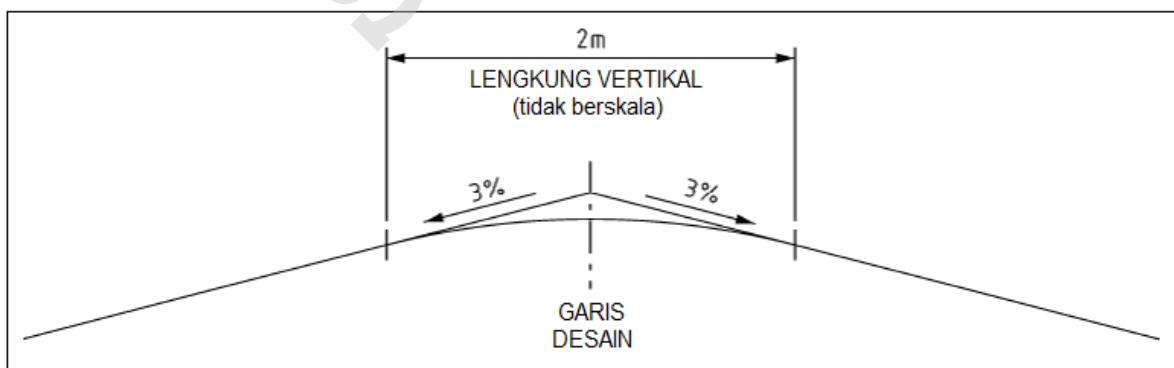 2m
LENGKUNG VERTIKAL
(tidak berskala)
3%
3%
GARIS
DESAIN